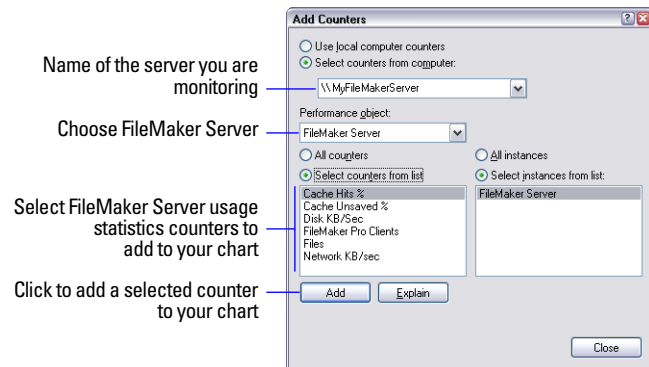 Add Counters
Use local computer counters
Select counters from computer:
Name of the server you are
monitoring
\\MyFileMakerServer
Performance object:
Choose FileMaker Server
FileMaker Server
All counters
All instances
Select counters from list
Select instances from list:
Select FileMaker Server usage
statistics counters to
add to your chart
Cache Hits %
Cache Unsaved %
Disk KB/Sec
FileMaker Pro Clients
Files
Network KB/sec
FileMaker Server
Click to add a selected counter
to your chart
Add
Explain
Close